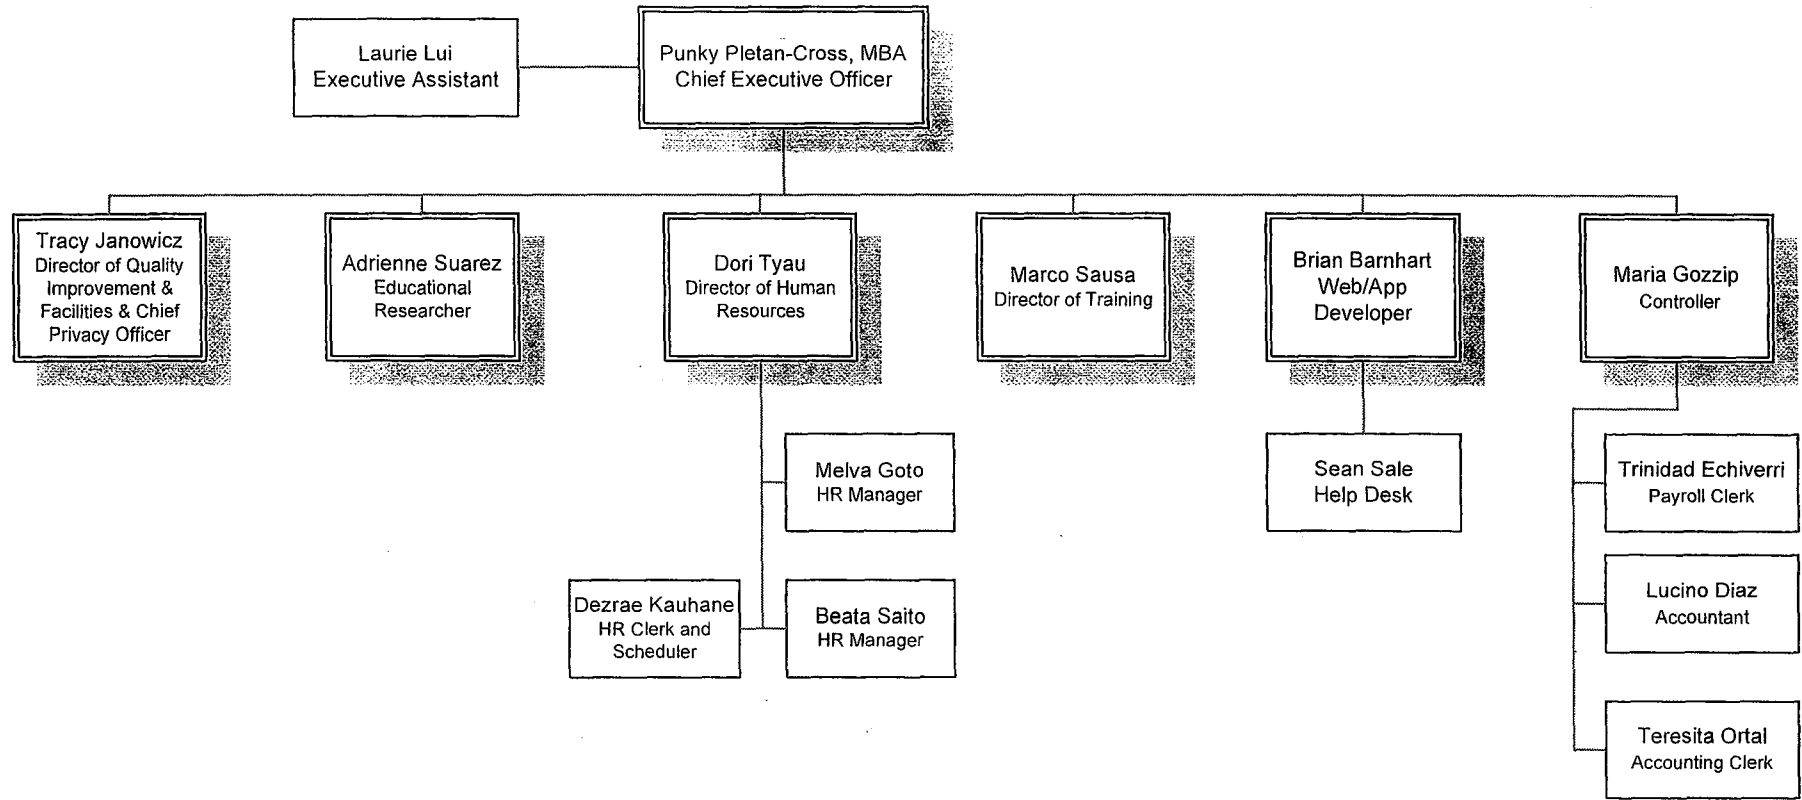 Laurie Lui
Executive Assistant
Punky Pletan-Cross, MBA
Chief Executive Officer
Tracy Janowicz
Director of Quality
Improvement &
Facilities & Chief
Privacy Officer
Adrienne Suarez
Educational
Researcher
Dori Tyau
Director of Human
Resources
Marco Sausa
Director of Training
Brian Barnhart
Web/App
Developer
Maria Gozzip
Controller
Melva Goto
HR Manager
Dezrae Kauhane
HR Clerk and
Scheduler
Beata Saito
HR Manager
Sean Sale
Help Desk
Trinidad Echiverri
Payroll Clerk
Lucino Diaz
Accountant
Teresita Ortal
Accounting Clerk